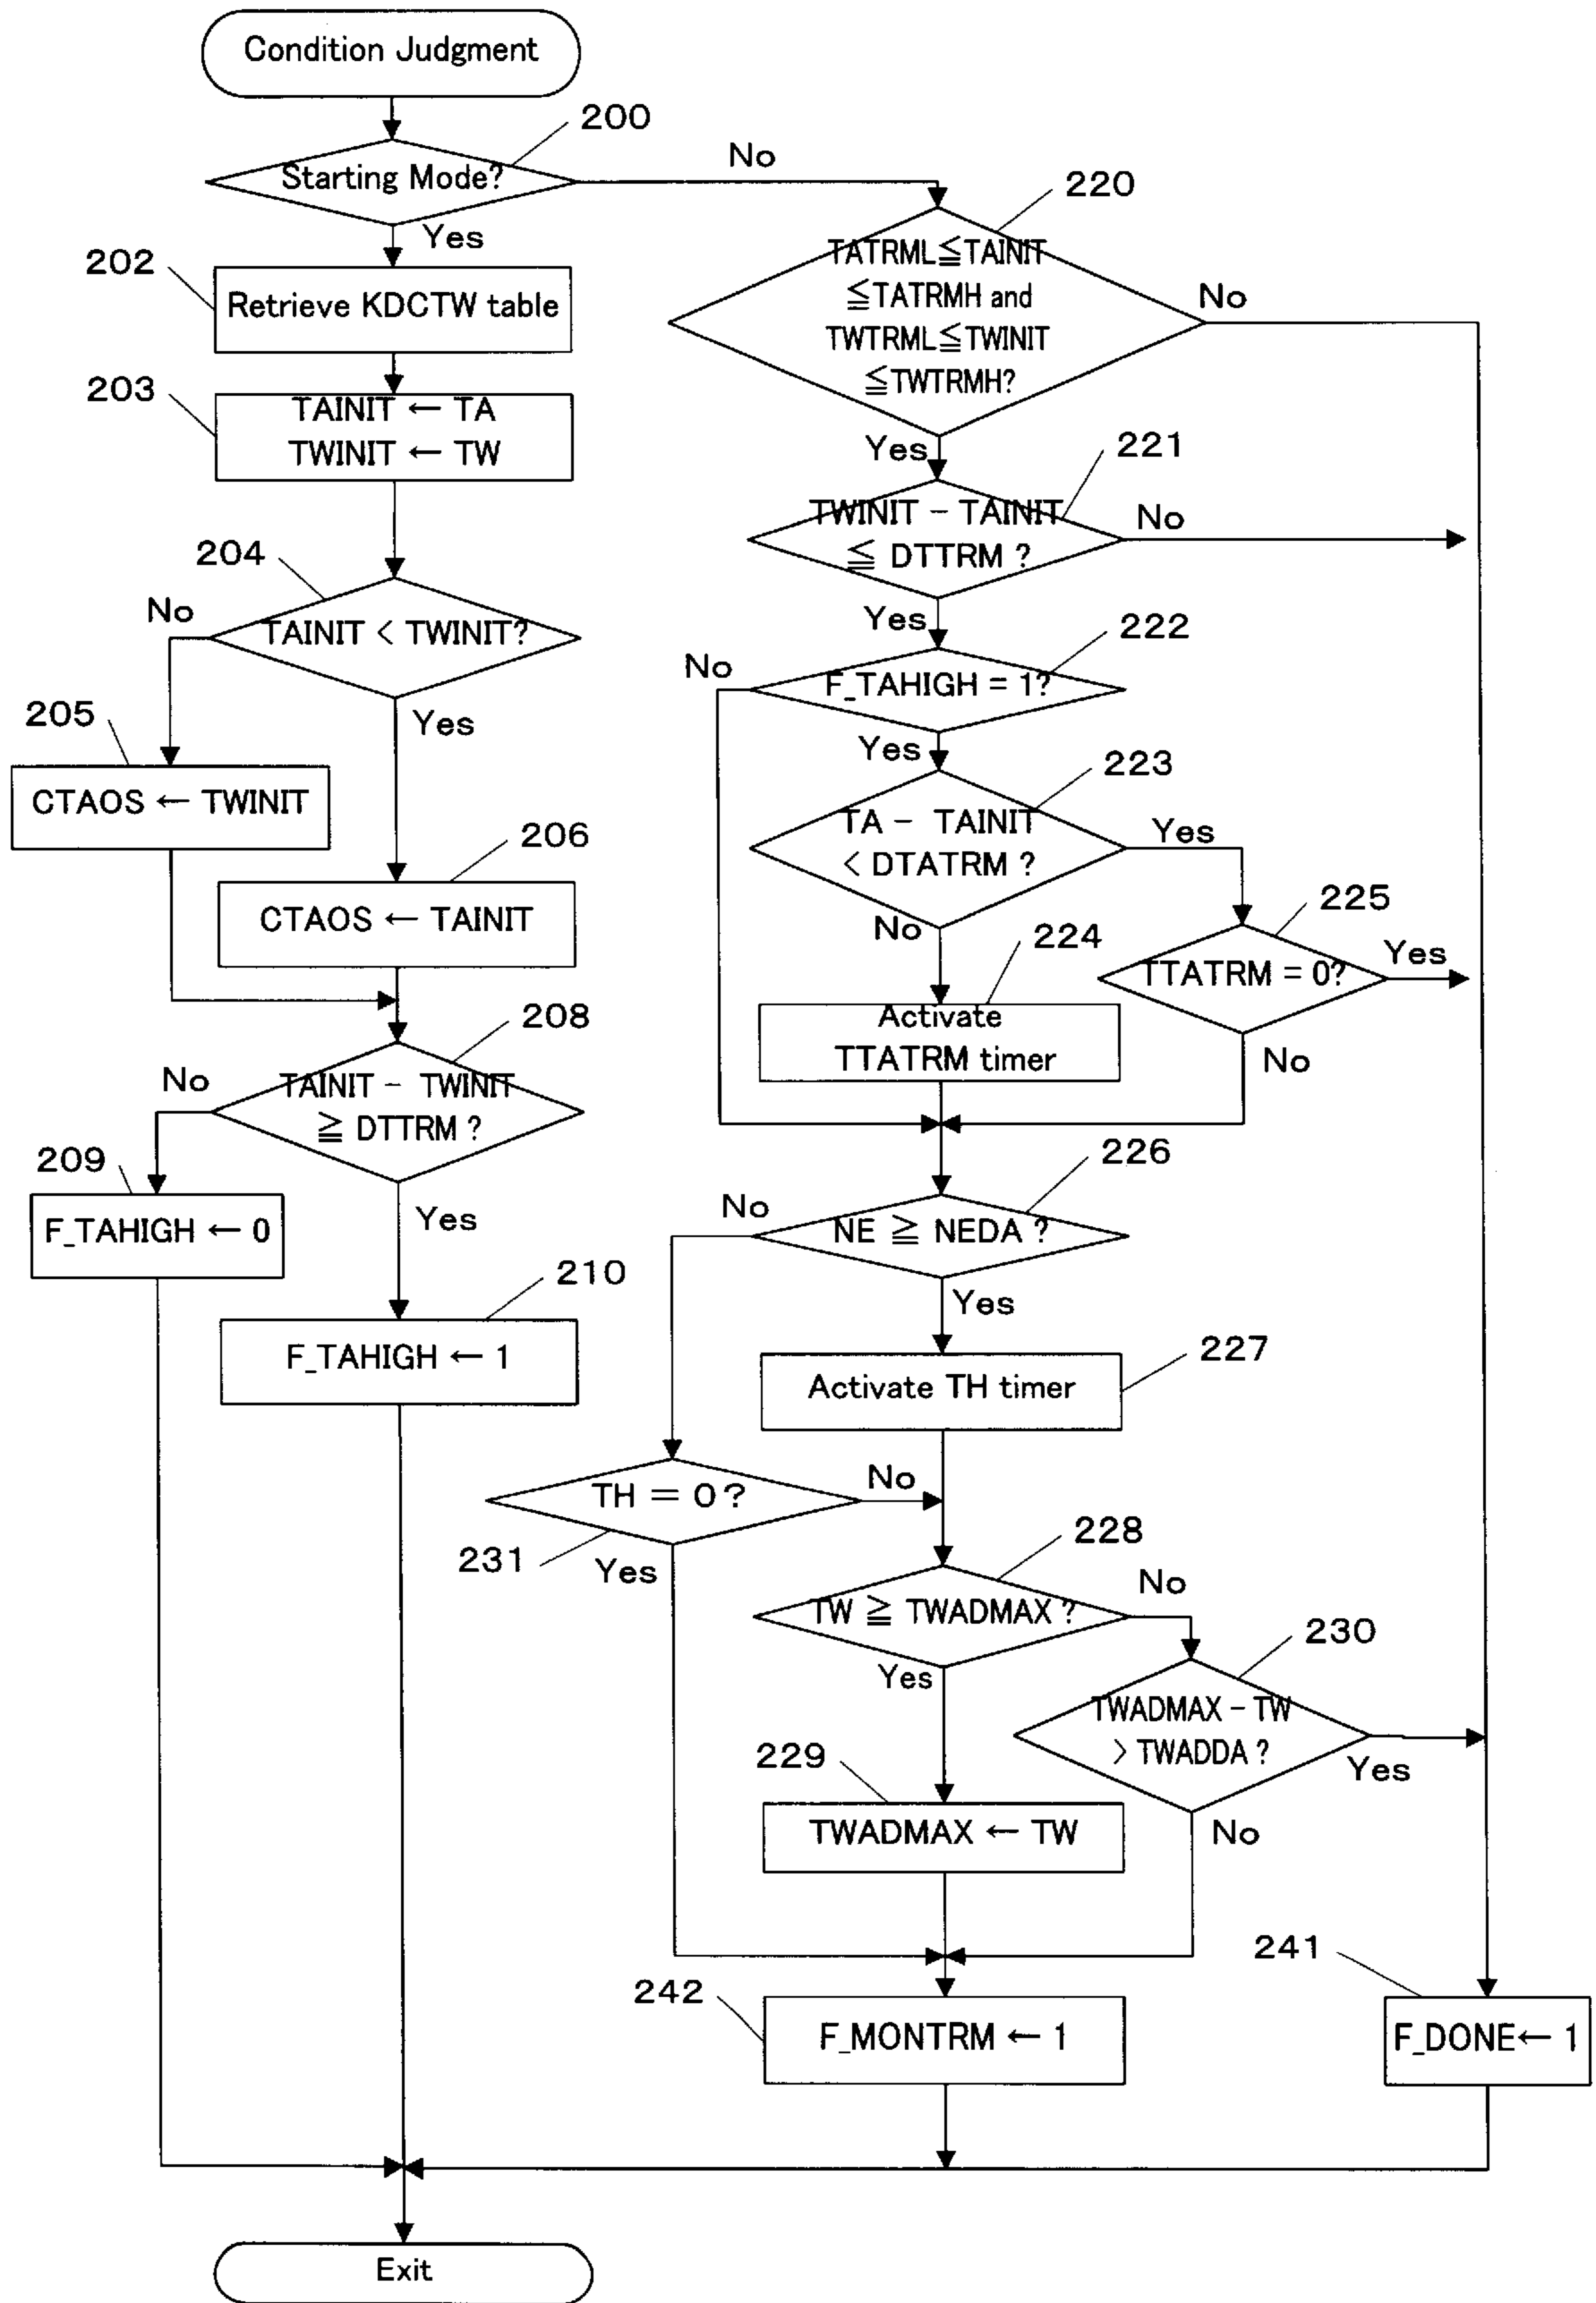 Condition Judgment
200
Starting Mode?
No
Yes
202
Retrieve KDCTW table
203
TAINIT ← TA
TWINIT ← TW
204
No
TAINIT < TWINIT?
Yes
205
CTAOS ← TWINIT
206
CTAOS ← TAINIT
208
No
TAINIT − TWINIT
≧ DTTRM ?
Yes
209
F_TAHIGH ← 0
210
F_TAHIGH ← 1
220
TATRML≦TAINIT
≦TATRMH and
TWTRML≦TWINIT
≦TWTRMH?
No
Yes
221
TWINIT − TAINIT
≦ DTTRM ?
No
Yes
222
No
F_TAHIGH = 1?
Yes
223
TA − TAINIT
< DTATRM ?
Yes
No
224
Activate
TTATRM timer
225
TTATRM = 0?
Yes
No
226
No
NE ≧ NEDA ?
Yes
227
Activate TH timer
TH = 0 ?
No
231
Yes
228
TW ≧ TWADMAX ?
No
Yes
230
TWADMAX − TW
> TWADDA ?
Yes
No
229
TWADMAX ← TW
242
F_MONTRM ← 1
241
F_DONE← 1
Exit